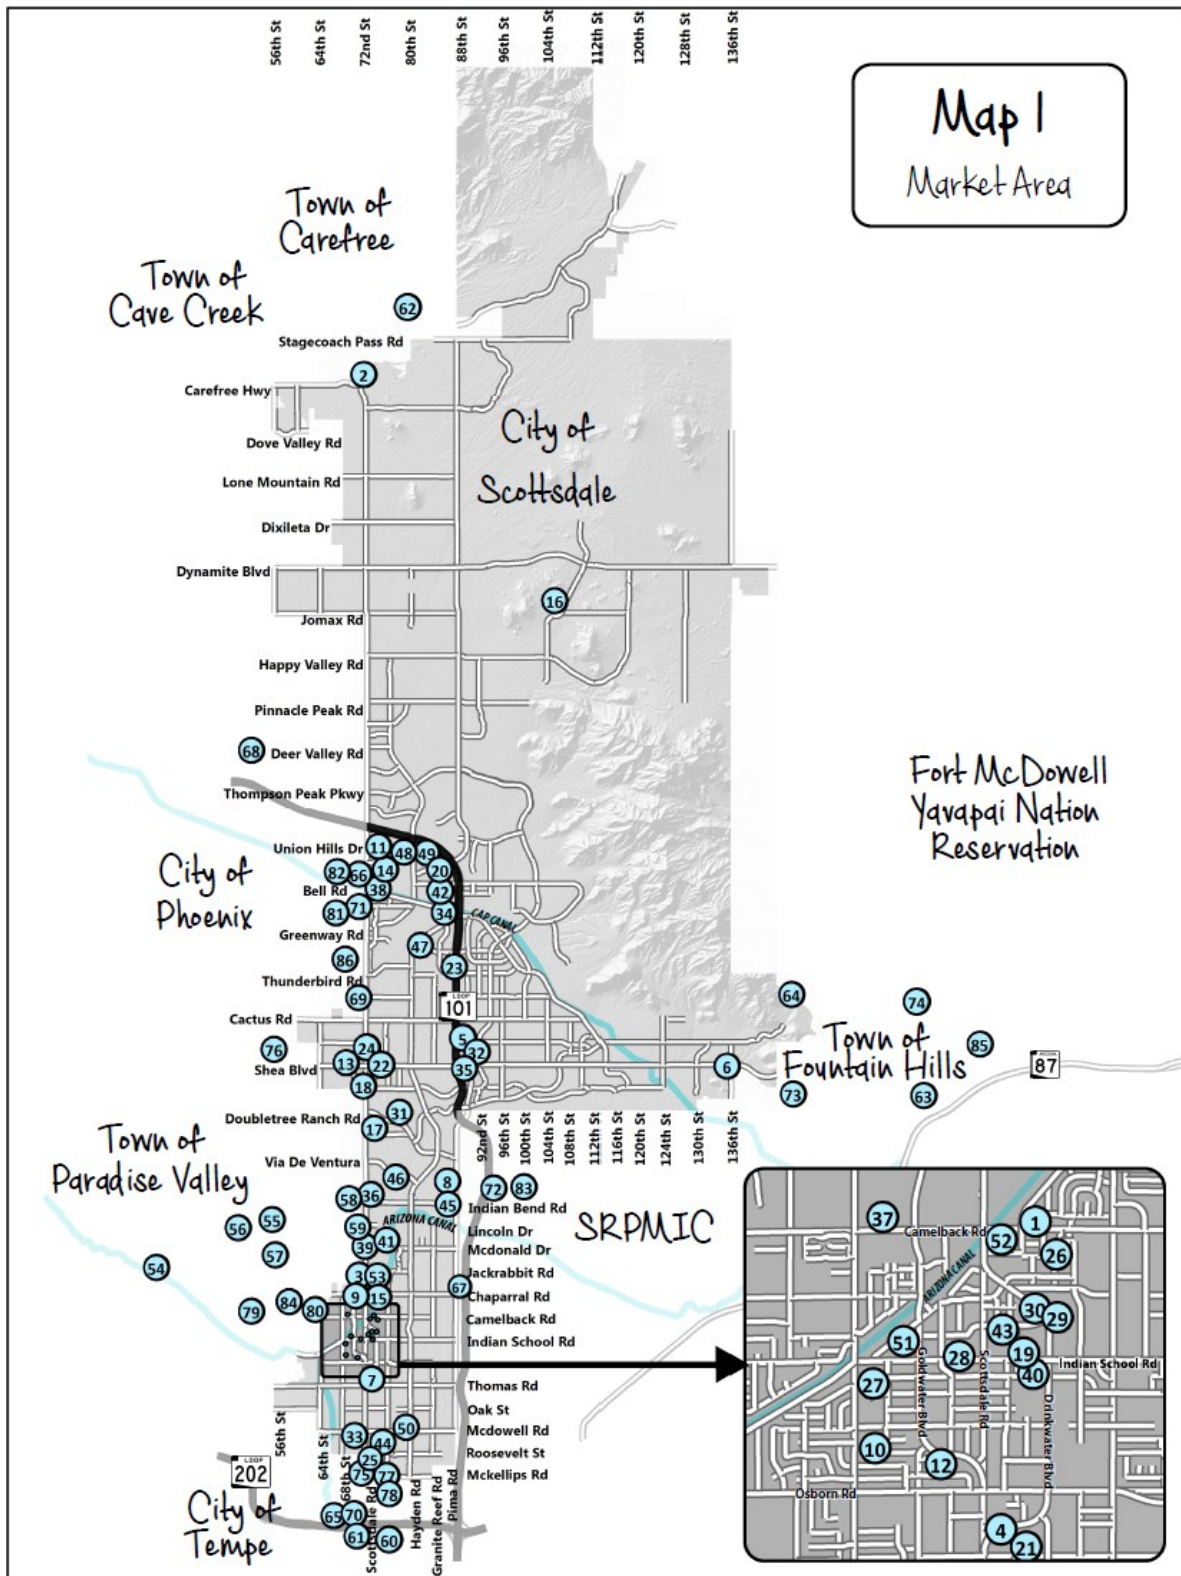 56th St
64th St
72nd St
80th St
88th St
96th St
104th St
112th St
120th St
128th St
136th St
Map 1
Market Area
Town of
Carefree
Town of
Cave Creek
62
Stagecoach Pass Rd
2
Carefree Hwy
City of
Scottsdale
Dove Valley Rd
Lone Mountain Rd
Dixileta Dr
Dynamite Blvd
16
Jomax Rd
Happy Valley Rd
Pinnacle Peak Rd
68
Deer Valley Rd
Thompson Peak Pkwy
Fort McDowell
Yavapai Nation
Reservation
Union Hills Dr
11
48
49
City of
Phoenix
82
66
14
20
Bell Rd
38
42
81
71
34
CAP CANAL
Greenway Rd
47
86
23
Thunderbird Rd
69
LOOP
101
64
74
Cactus Rd
Town of
Fountain Hills
76
24
5
32
85
13
22
35
6
Shea Blvd
ARIZONA
87
18
73
63
31
Doubletree Ranch Rd
17
92nd St
96th St
100th St
104th St
108th St
112th St
116th St
120th St
124th St
130th St
136th St
Town of
Paradise Valley
Via De Ventura
46
8
72
83
58
36
45
Indian Bend Rd
SRPMIC
56
55
59
ARIZONA CANAL
Lincoln Dr
41
39
Mcdonald Dr
57
54
3
53
Jackrabbit Rd
67
9
15
Chaparral Rd
79
84
80
Camelback Rd
Indian School Rd
7
Thomas Rd
Oak St
50
Mcdowell Rd
33
44
Roosevelt St
25
75
77
Mckellips Rd
78
56th St
64th St
68th St
Scottsdale Rd
Hayden Rd
Granite Reef Rd
Pima Rd
LOOP
202
City of
Tempe
65
70
61
60
37
Camelback Rd
1
52
26
ARIZONA CANAL
30
29
43
51
28
19
Indian School Rd
40
27
Goldwater Blvd
Scottsdale Rd
Drinkwater Blvd
10
12
Osborn Rd
4
21